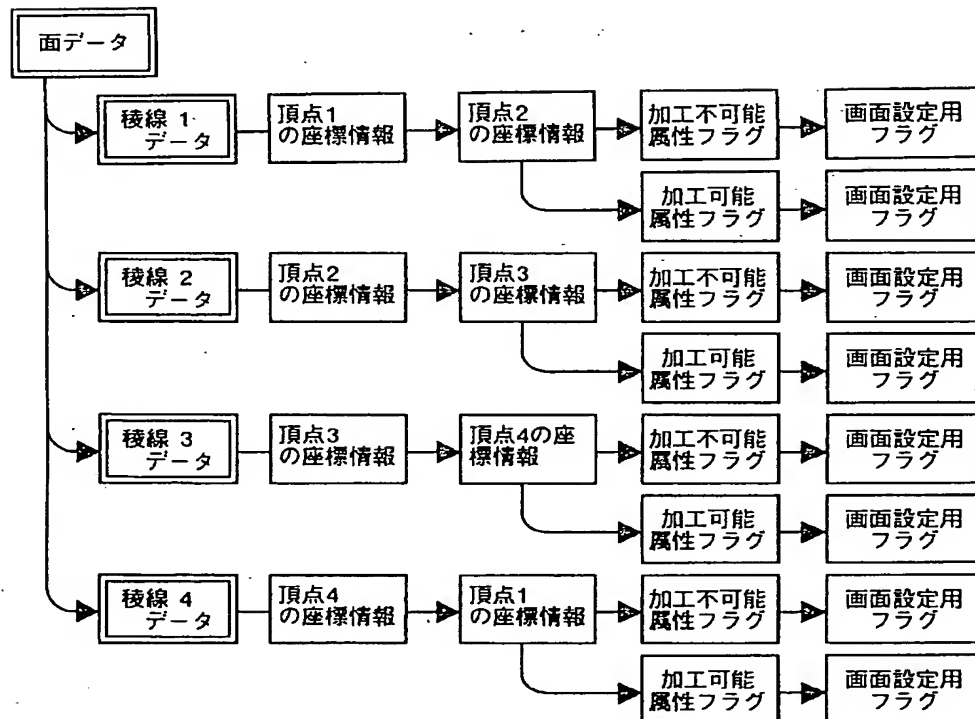 面データ
稜線 1
データ
頂点1
の座標情報
頂点2
の座標情報
加工不可能
属性フラグ
画面設定用
フラグ
加工可能
属性フラグ
画面設定用
フラグ
稜線 2
データ
頂点2
の座標情報
頂点3
の座標情報
加工不可能
属性フラグ
画面設定用
フラグ
加工可能
属性フラグ
画面設定用
フラグ
稜線 3
データ
頂点3
の座標情報
頂点4の座
標情報
加工不可能
属性フラグ
画面設定用
フラグ
加工可能
属性フラグ
画面設定用
フラグ
稜線 4
データ
頂点4
の座標情報
頂点1
の座標情報
加工不可能
属性フラグ
画面設定用
フラグ
加工可能
属性フラグ
画面設定用
フラグ